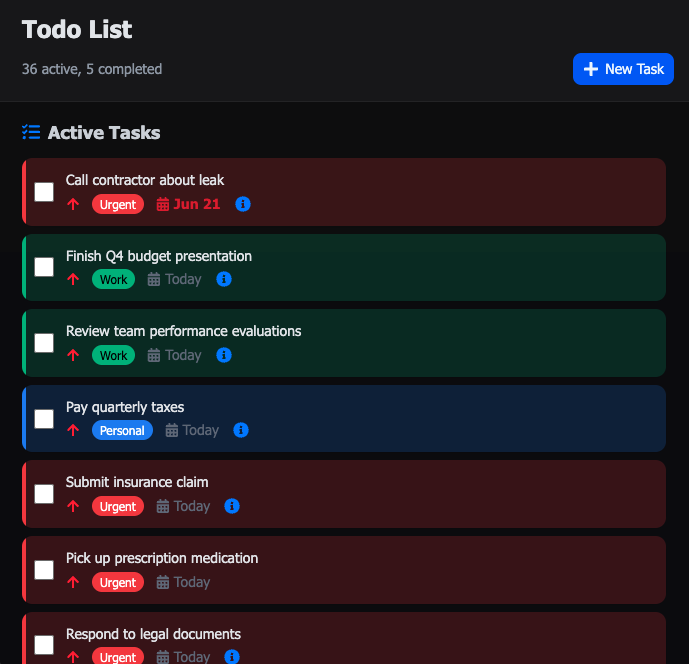 Todo List
36 active, 5 completed
New Task
Active Tasks
Call contractor about leak
Urgent Jun 21
Finish Q4 budget presentation
Work Today
Review team performance evaluations
Work Today
Pay quarterly taxes
Personal Today
Submit insurance claim
Urgent Today
Pick up prescription medication
Urgent Today
Respond to legal documents
Urgent Today